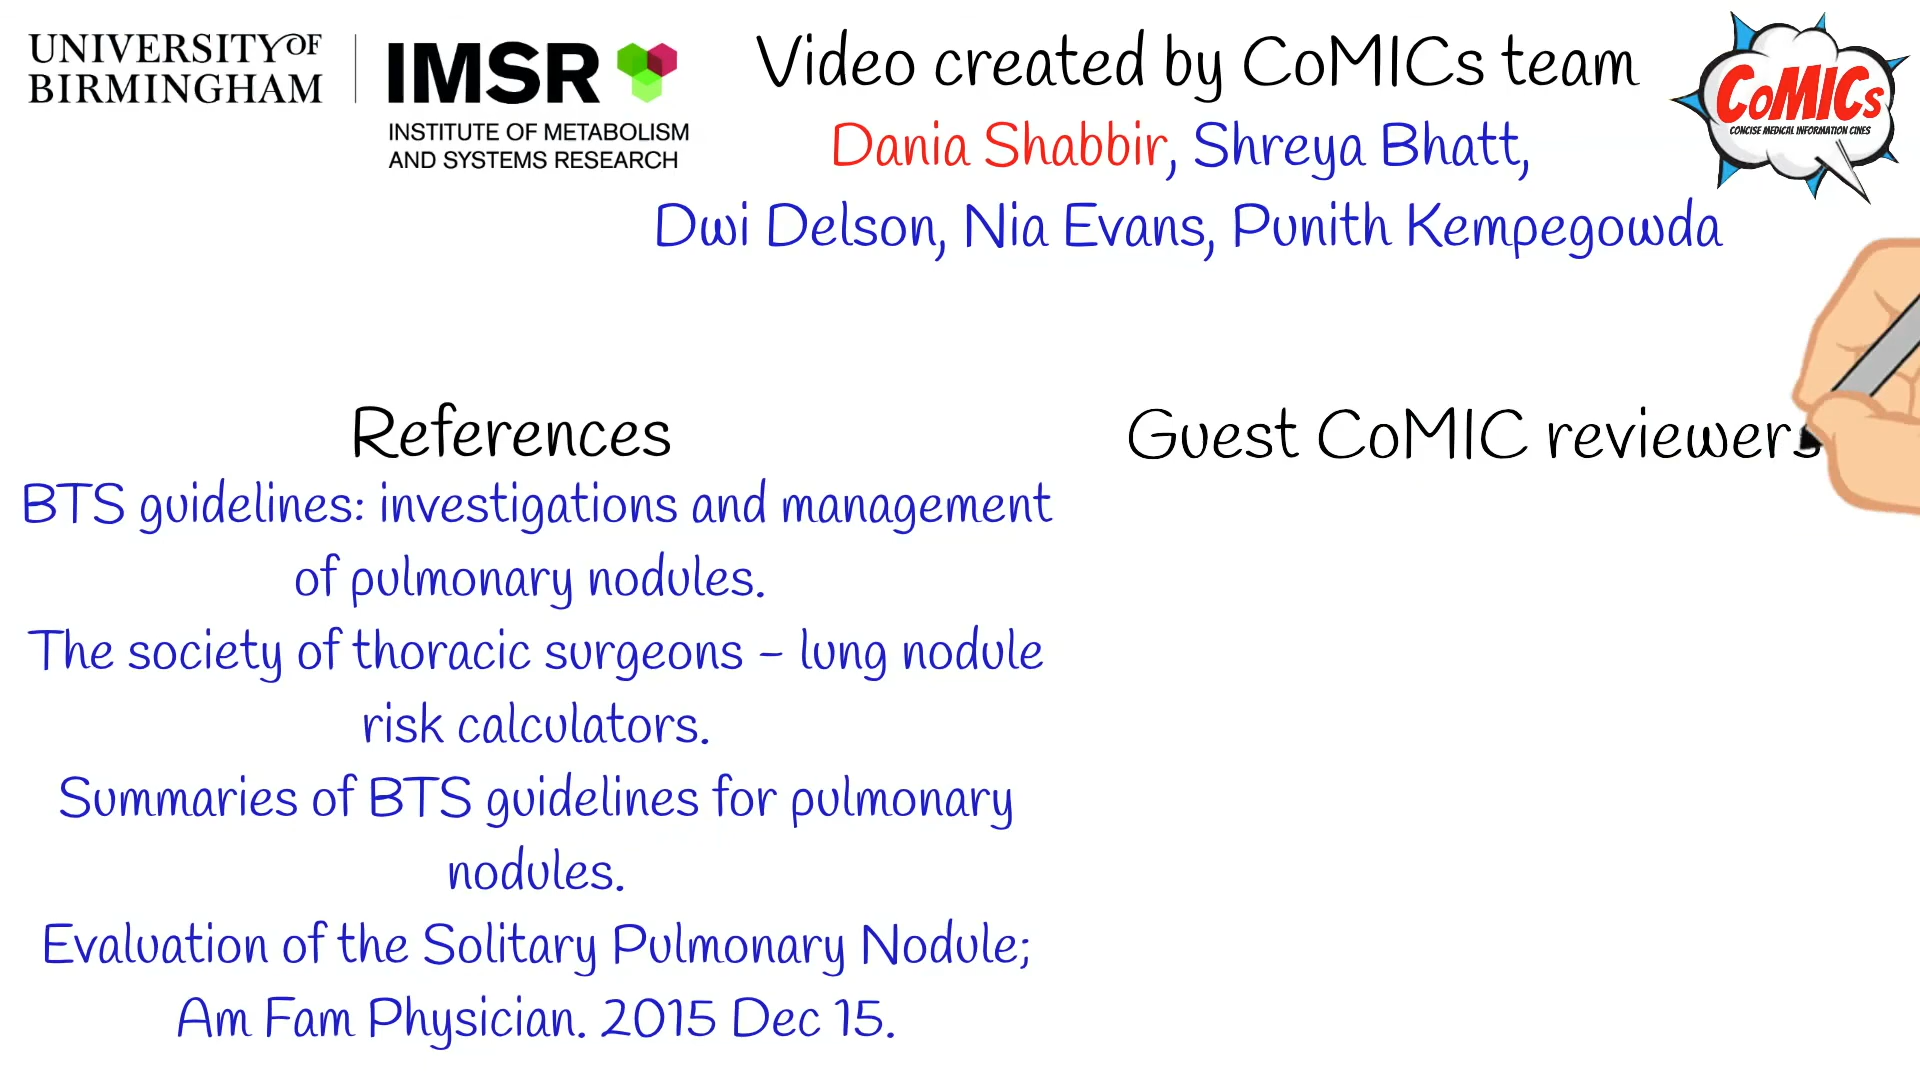 UNIVERSITY OF
BIRMINGHAM
IMSR
INSTITUTE OF METABOLISM
AND SYSTEMS RESEARCH
Video created by CoMICs team
Dania Shabbir, Shreya Bhatt,
Dwi Delson, Nia Evans, Punith Kempegowda
CoMICs
CONCISE MEDICAL INFORMATION CINES
References
BTS guidelines: investigations and management
of pulmonary nodules.
The society of thoracic surgeons – lung nodule
risk calculators.
Summaries of BTS guidelines for pulmonary
nodules.
Evaluation of the Solitary Pulmonary Nodule;
Am Fam Physician. 2015 Dec 15.
Guest CoMIC reviewers